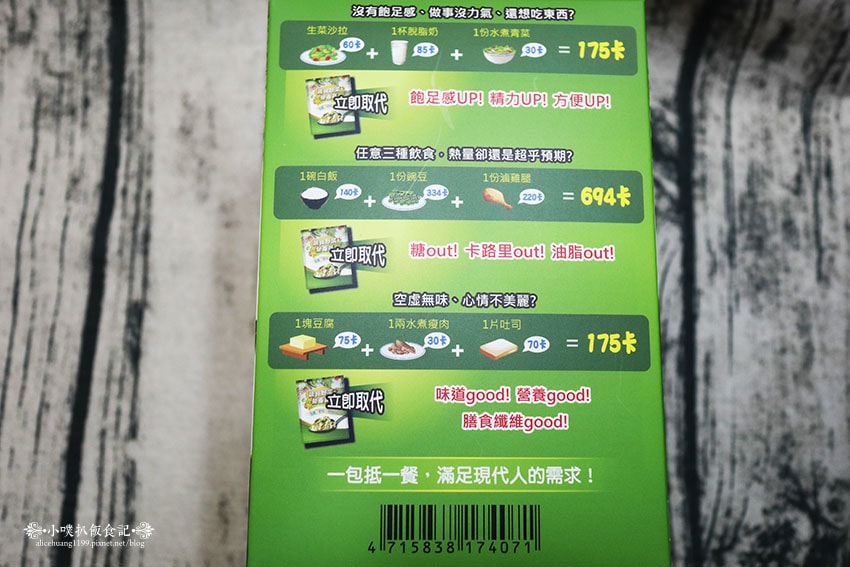 沒有飽足感、做事沒力氣、還想吃東西?
生菜沙拉 1杯脫脂奶 1份水煮青菜
60卡 + 85卡 + 30卡 = 175卡
立即取代
飽足感UP! 精力UP! 方便UP!
任意三種飲食,熱量卻還是超乎預期?
1碗白飯 1份豌豆 1份滷雞腿
140卡 + 334卡 + 220卡 = 694卡
立即取代
糖out! 卡路里out! 油脂out!
空虛無味、心情不美麗?
1塊豆腐 1兩水煮瘦肉 1片吐司
75卡 + 30卡 + 70卡 = 175卡
立即取代
味道good! 營養good!
膳食纖維good!
一包抵一餐,滿足現代人的需求!
4 715838 174071
小噗扒飯食記
alicehuang1199.pixnet.net/blog